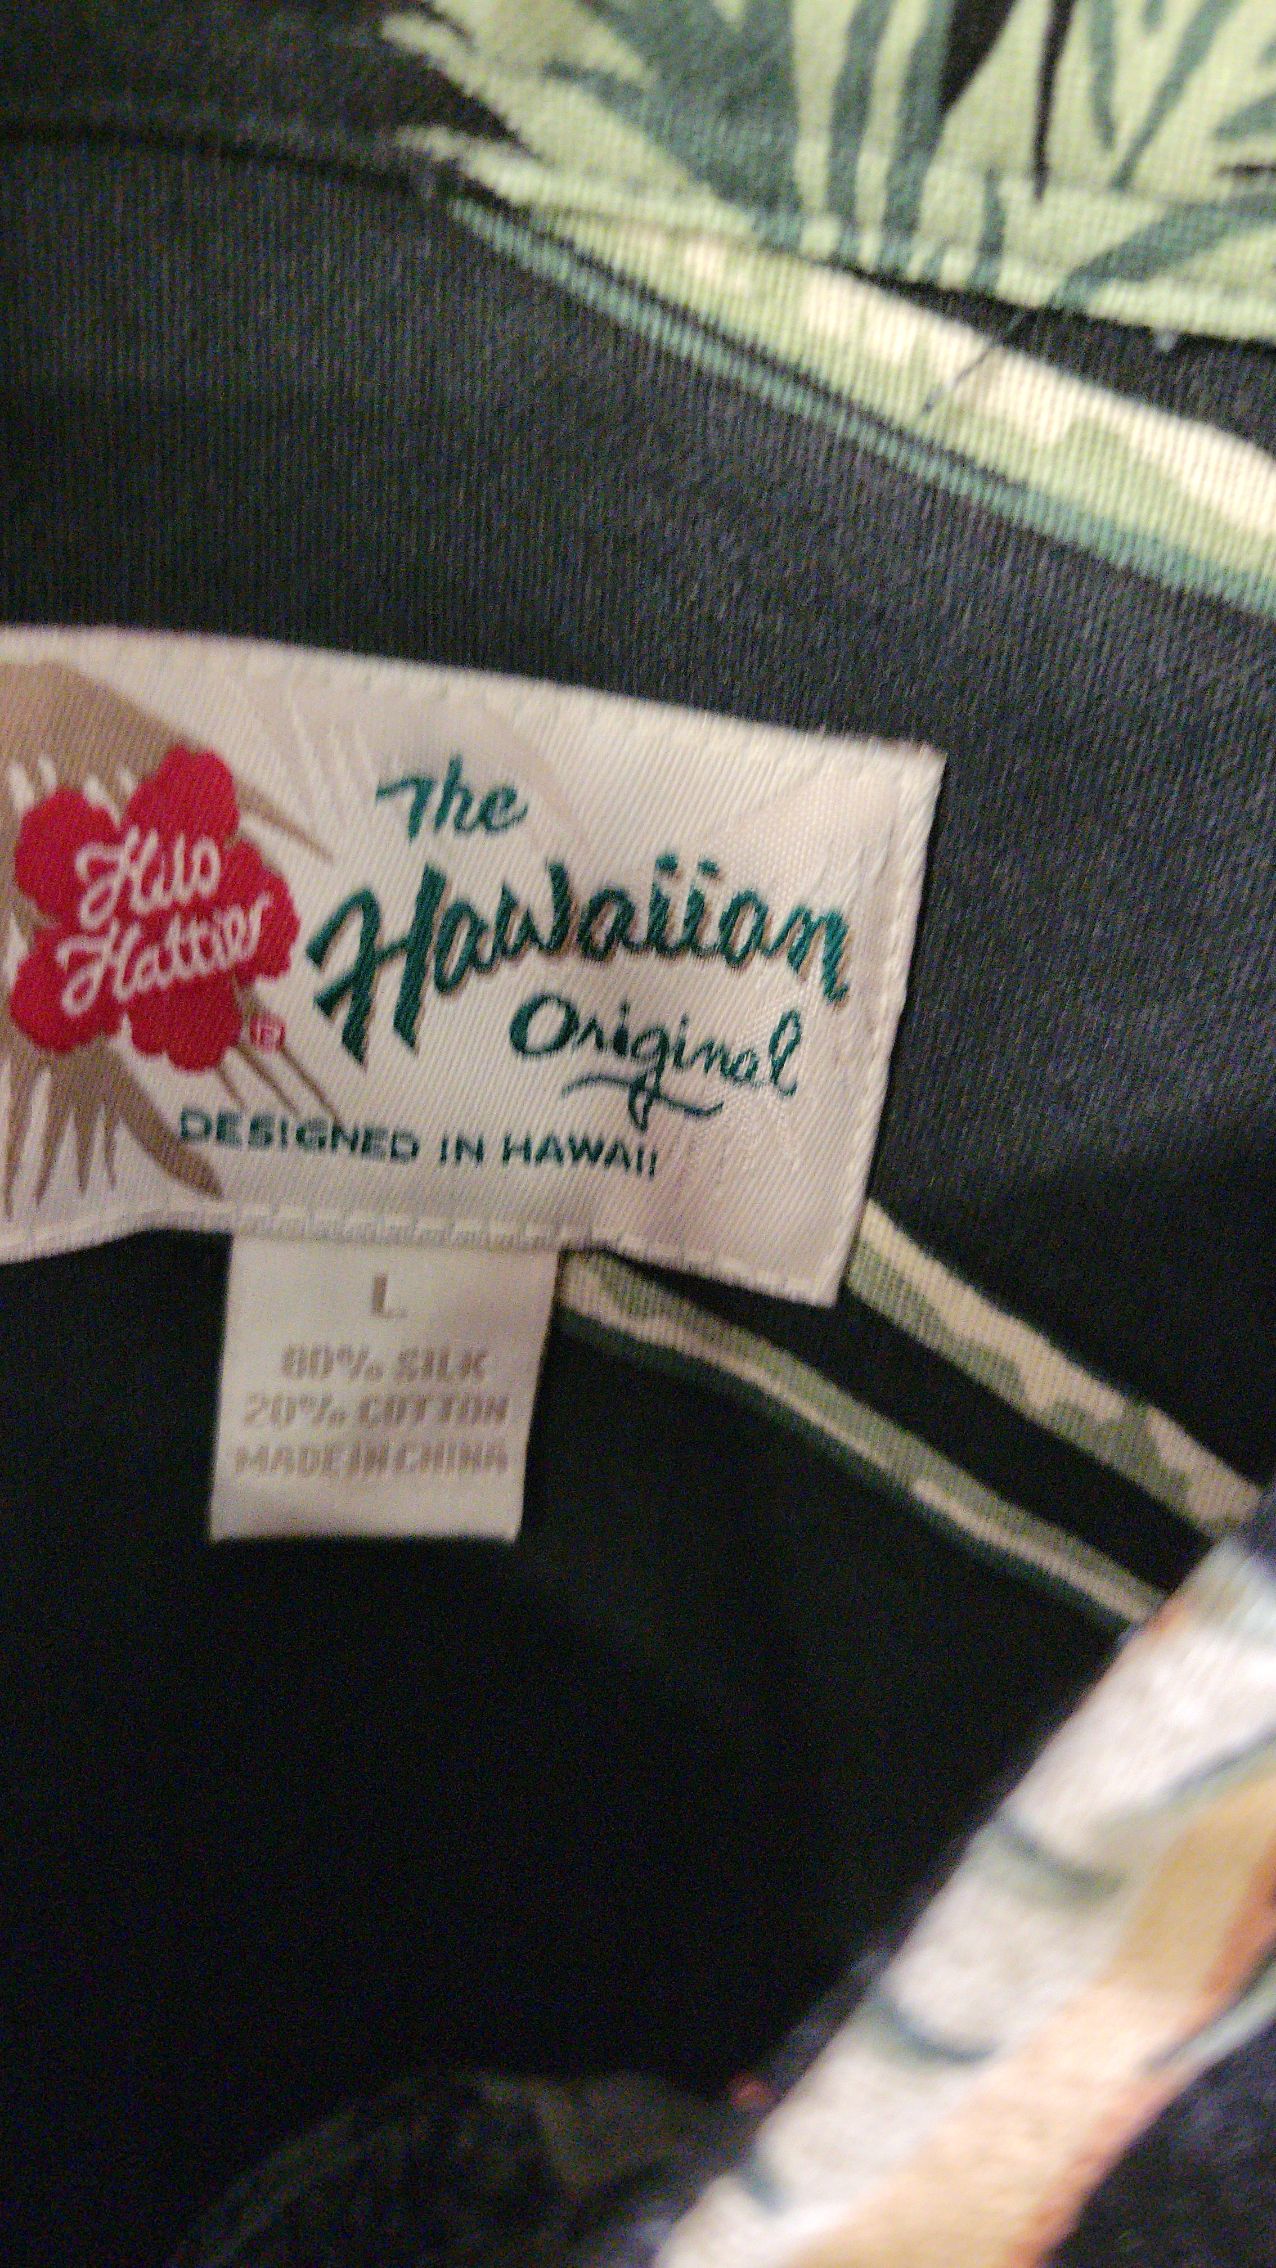 Hilo
Hattie®
The
Hawaiian
Original
DESIGNED IN HAWAII
L
80% SILK
20% COTTON
MADE IN CHINA